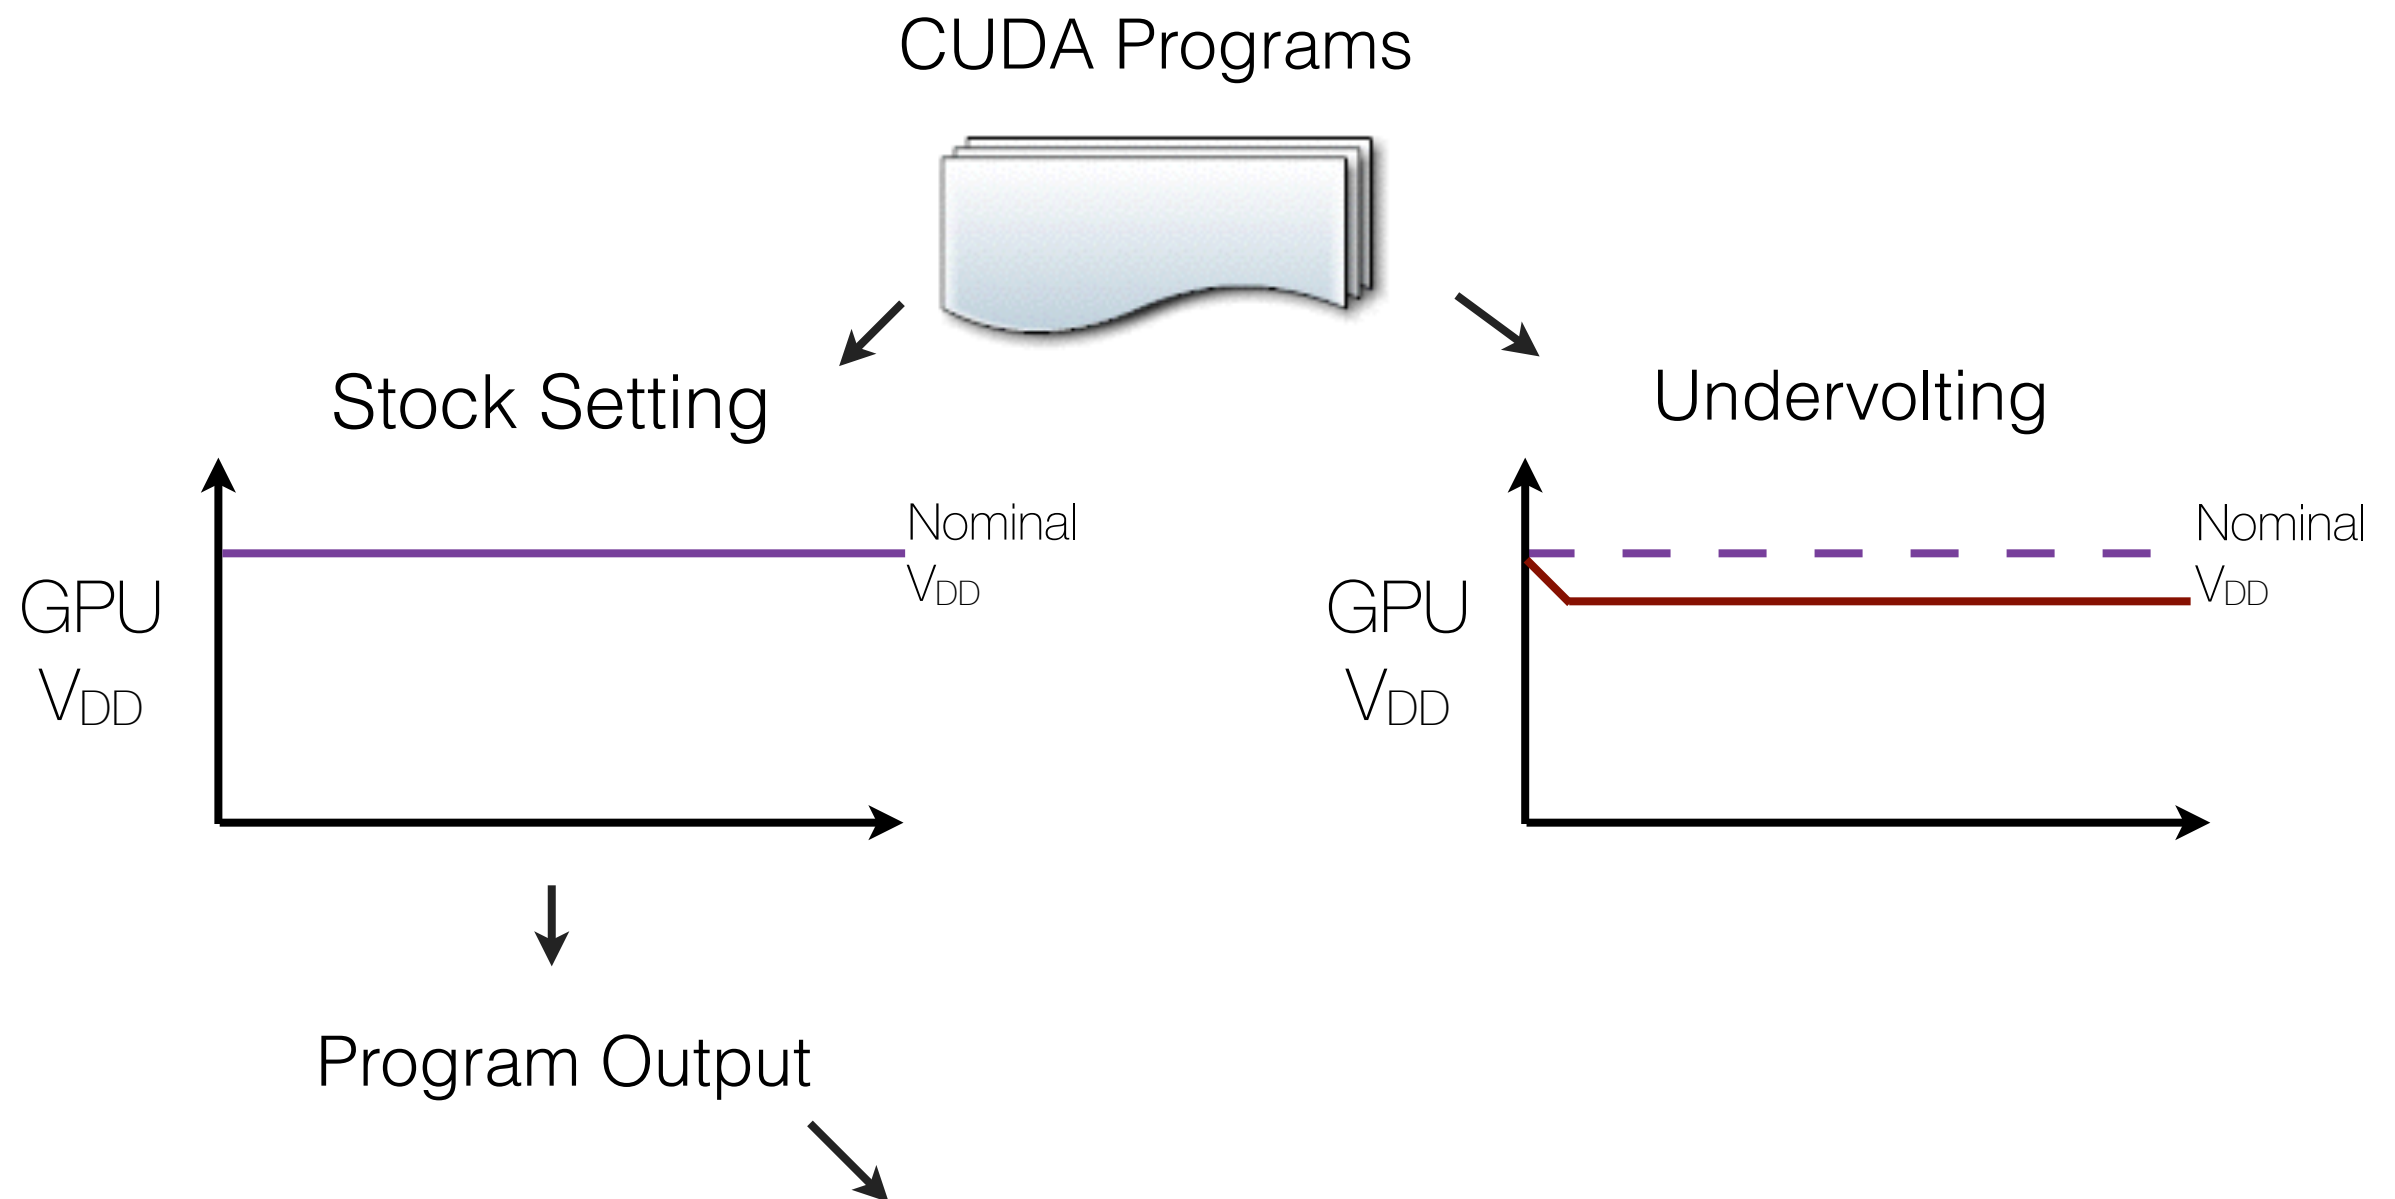 CUDA Programs
Stock Setting
Undervolting
Nominal
VDD
GPU
VDD
Nominal
VDD
GPU
VDD
Program Output